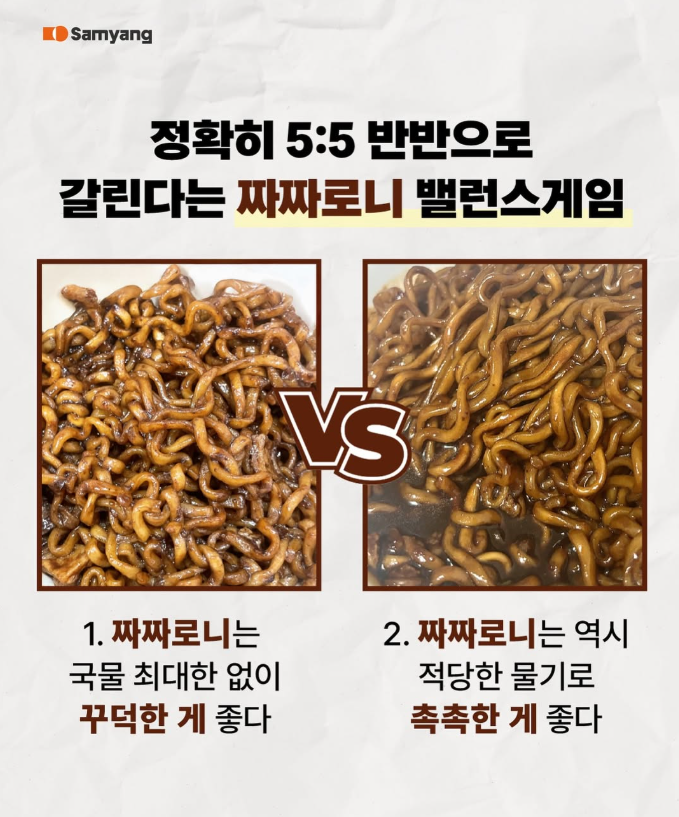 Samyang
정확히 5:5 반반으로
갈린다는 짜짜로니 밸런스게임
VS
1. 짜짜로니는
국물 최대한 없이
꾸덕한 게 좋다
2. 짜짜로니는 역시
적당한 물기로
촉촉한 게 좋다